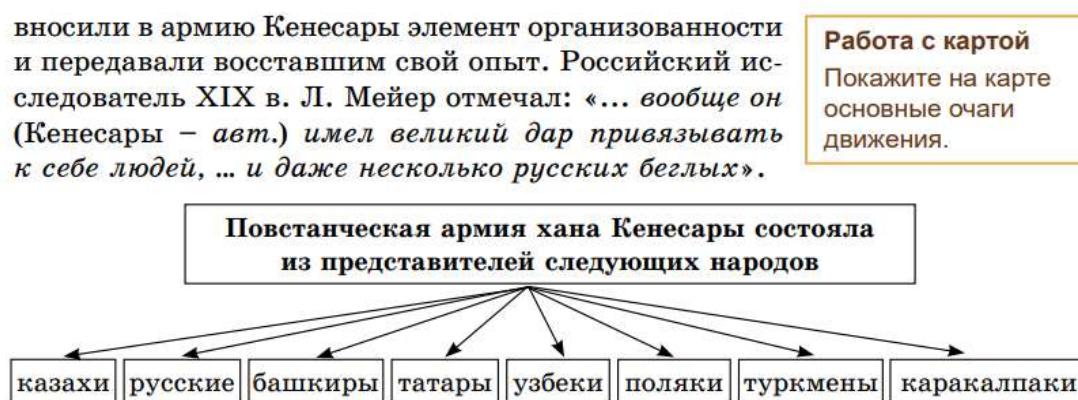 вносили в армию Кенесары элемент организованности
и передавали восставшим свой опыт. Российский ис-
следователь XIX в. Л. Мейер отмечал: «... вообще он
(Кенесары – авт.) имел великий дар привязывать
к себе людей, ... и даже несколько русских беглых».
Работа с картой
Покажите на карте
основные очаги
движения.
Повстанческая армия хана Кенесары состояла
из представителей следующих народов
казахи русские башкиры татары узбеки поляки туркмены каракалпаки